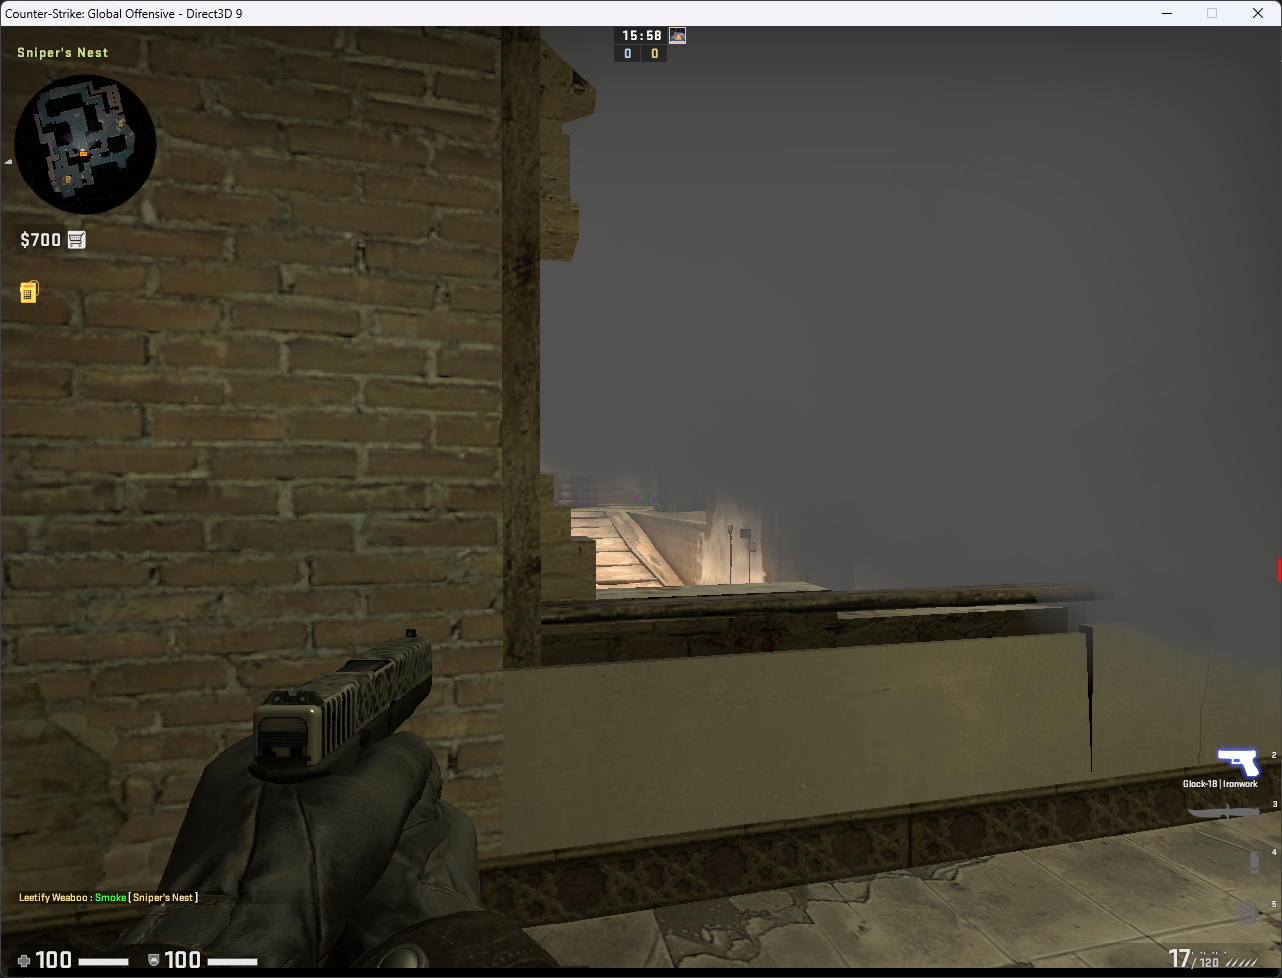 Counter-Strike: Global Offensive - Direct3D 9
Sniper's Nest
15:58
0 0
$700
2
Glock-18 | Ironwork
3
4
5
Leetify Weaboo : Smoke [ Sniper's Nest ]
100 100
17 / 120